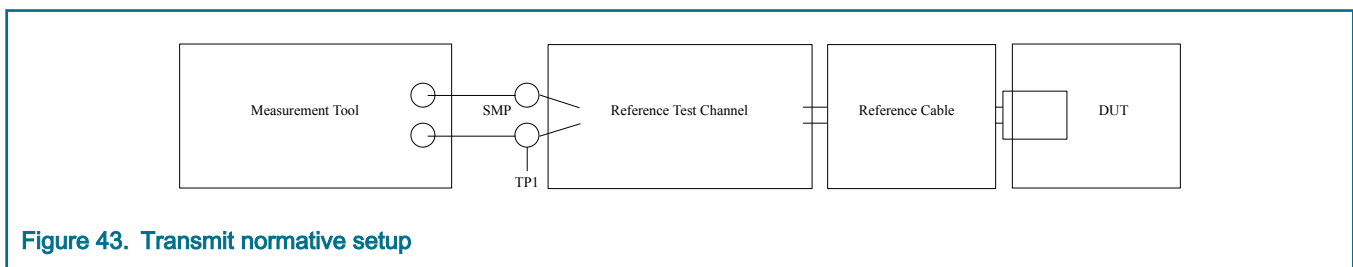 Measurement Tool
SMP
TP1
Reference Test Channel
Reference Cable
DUT
Figure 43. Transmit normative setup